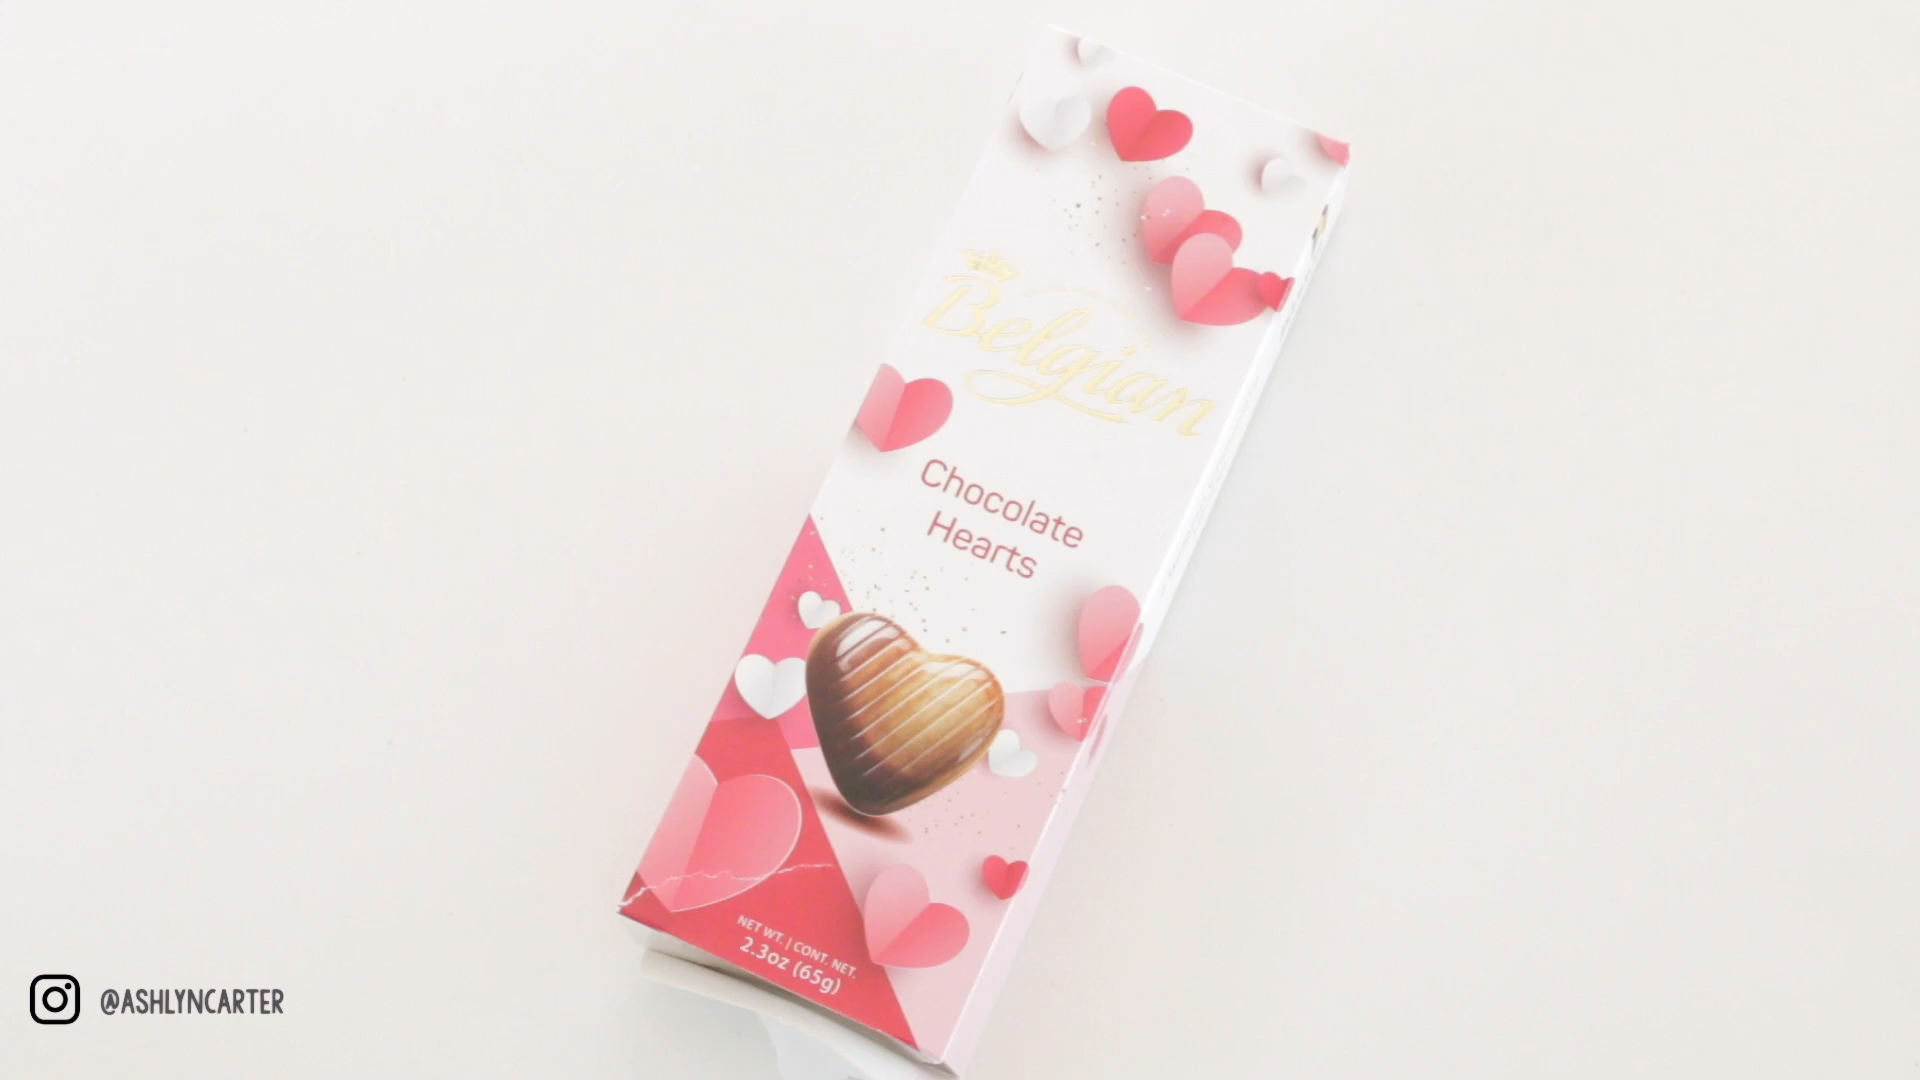 Belgian
Chocolate
Hearts
NET WT. | CONT. NET.
2.3oz (65g)
@ASHLYNCARTER